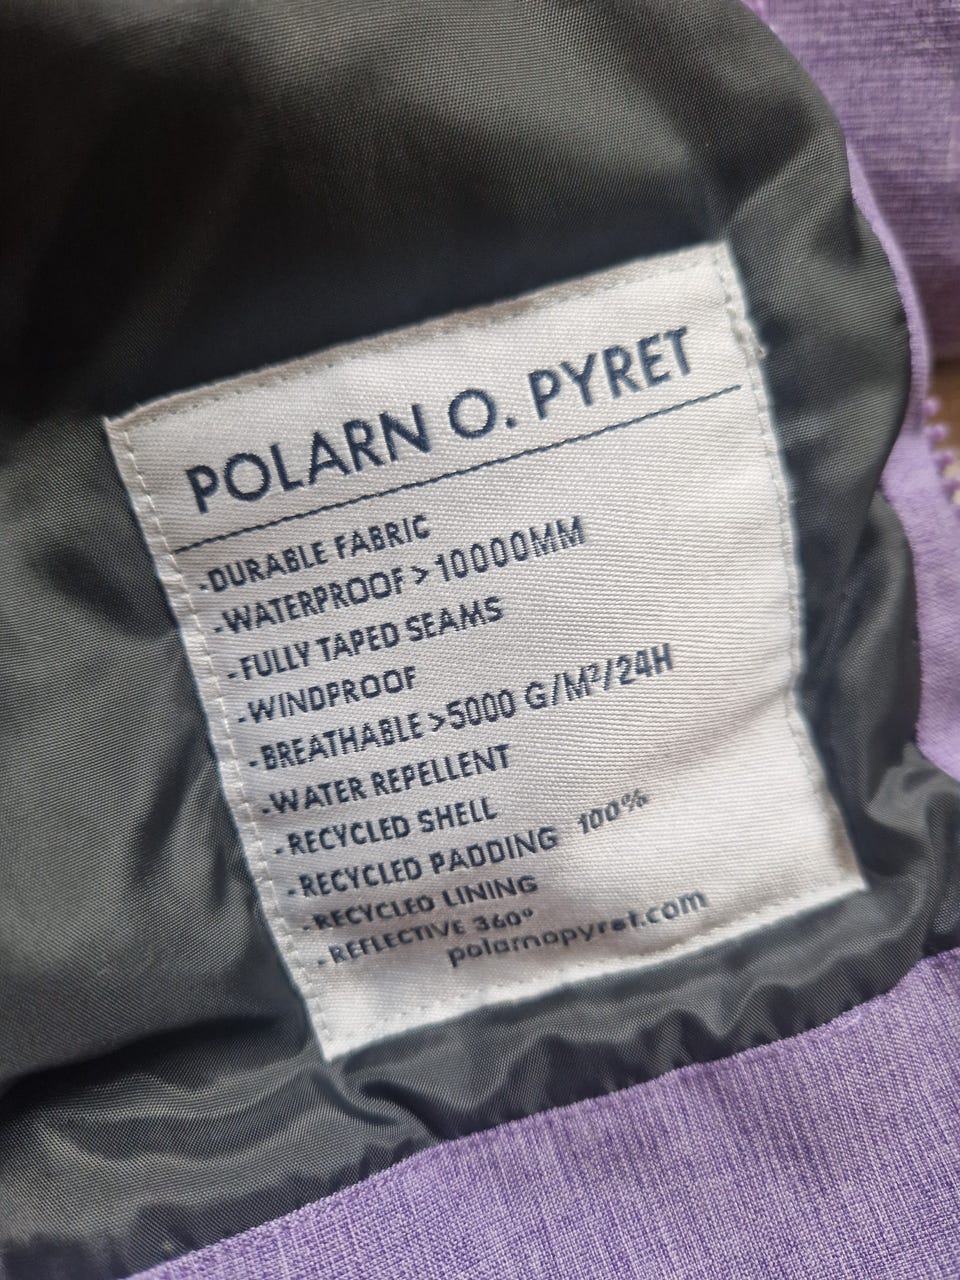 POLARN O. PYRET
-DURABLE FABRIC
-WATERPROOF >10000MM
-FULLY TAPED SEAMS
-WINDPROOF
-BREATHABLE >5000 G/M²/24H
-WATER REPELLENT
-RECYCLED SHELL
-RECYCLED PADDING 100%
-RECYCLED LINING
-REFLECTIVE 360°
polarnopyret.com